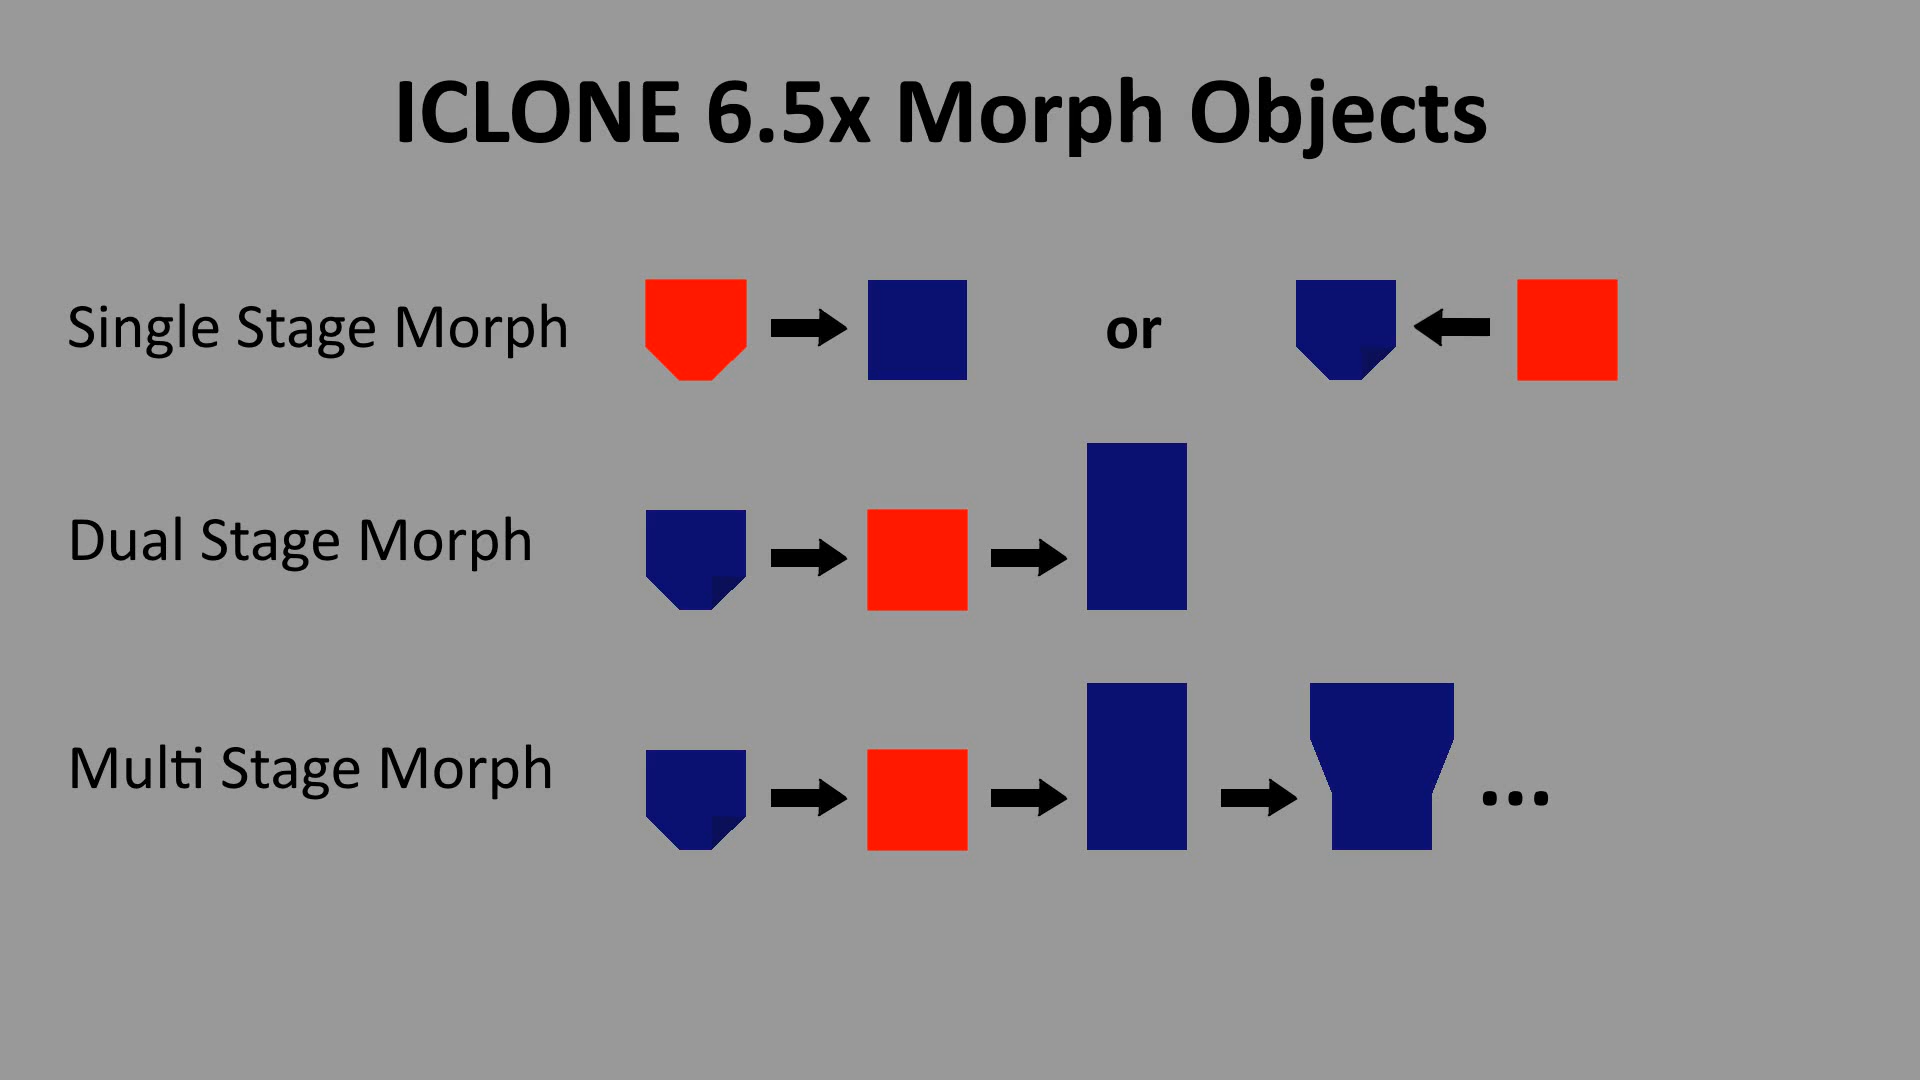 ICLONE 6.5x Morph Objects
Single Stage Morph
or
Dual Stage Morph
Multi Stage Morph
...